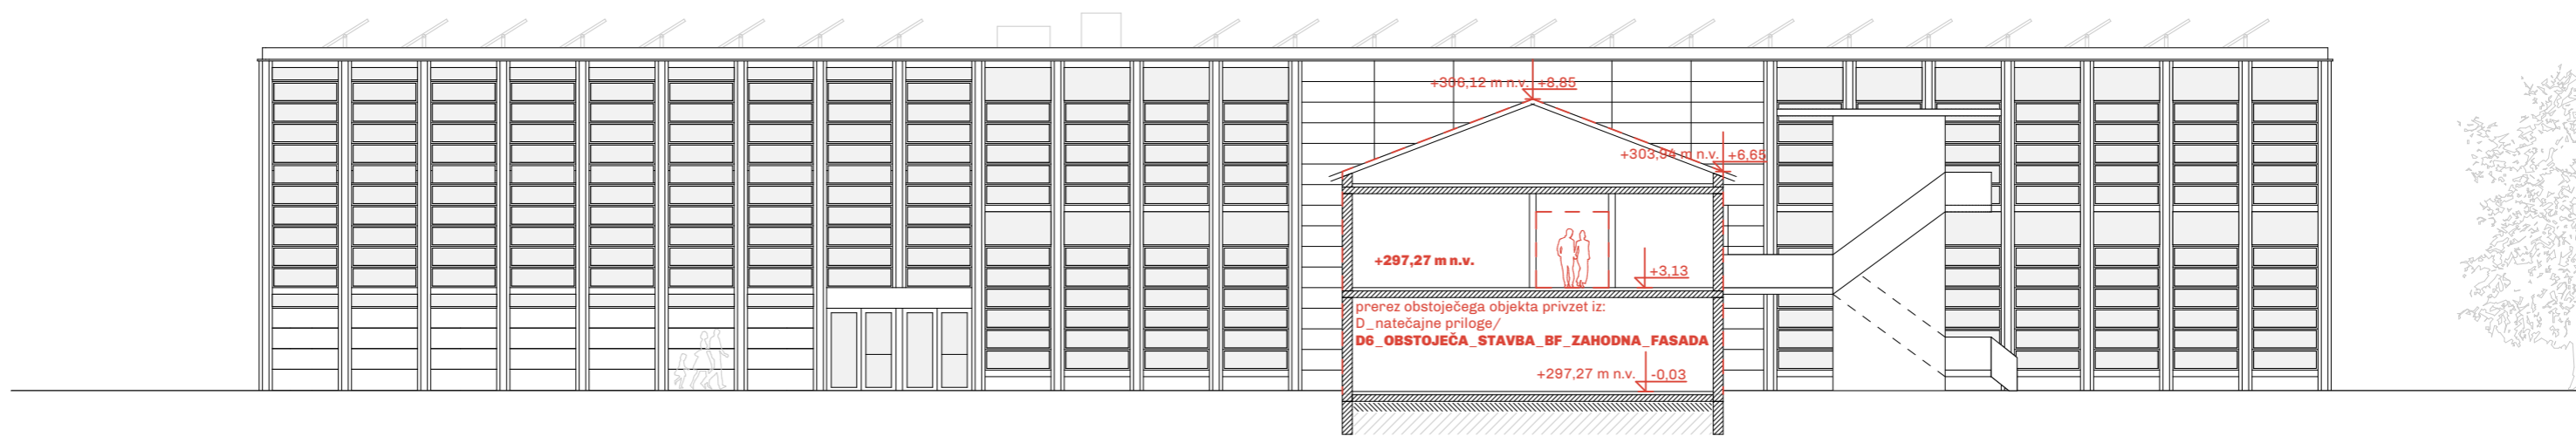 +306,12 m n.v. +8,85
+303,94 m n.v. +6,65
+297,27 m n.v.
+3,13
prerez obstoječega objekta privzet iz:
D_natečajne priloge/
D6_OBSTOJEČA_STAVBA_BF_ZAHODNA_FASADA
+297,27 m n.v. -0,03